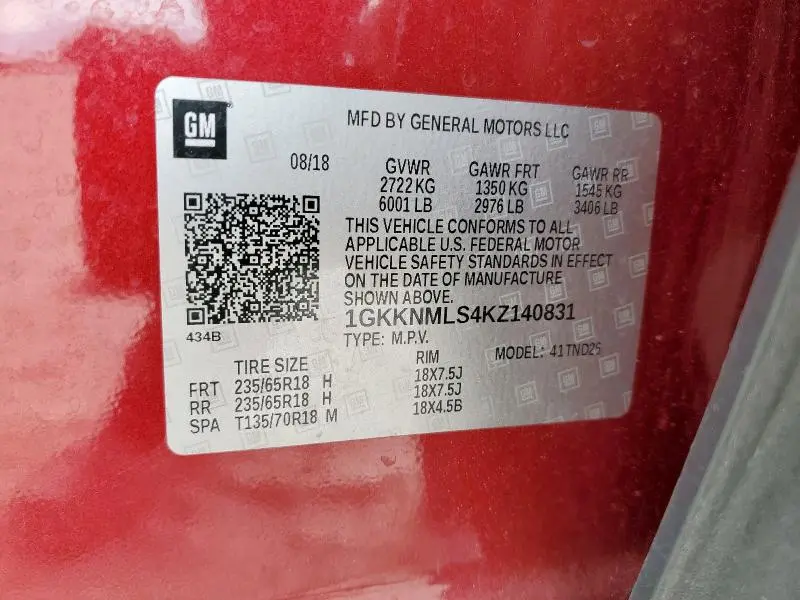 GM
MFD BY GENERAL MOTORS LLC
08/18
GVWR GAWR FRT GAWR RR
2722 KG 1350 KG 1545 KG
6001 LB 2976 LB 3406 LB
THIS VEHICLE CONFORMS TO ALL
APPLICABLE U.S. FEDERAL MOTOR
VEHICLE SAFETY STANDARDS IN EFFECT
ON THE DATE OF MANUFACTURE
SHOWN ABOVE.
1GKKNMLS4KZ140831
434B
TYPE: M.P.V. MODEL: 41TND26
TIRE SIZE RIM
FRT 235/65R18 H 18X7.5J
RR 235/65R18 H 18X7.5J
SPA T135/70R18 M 18X4.5B